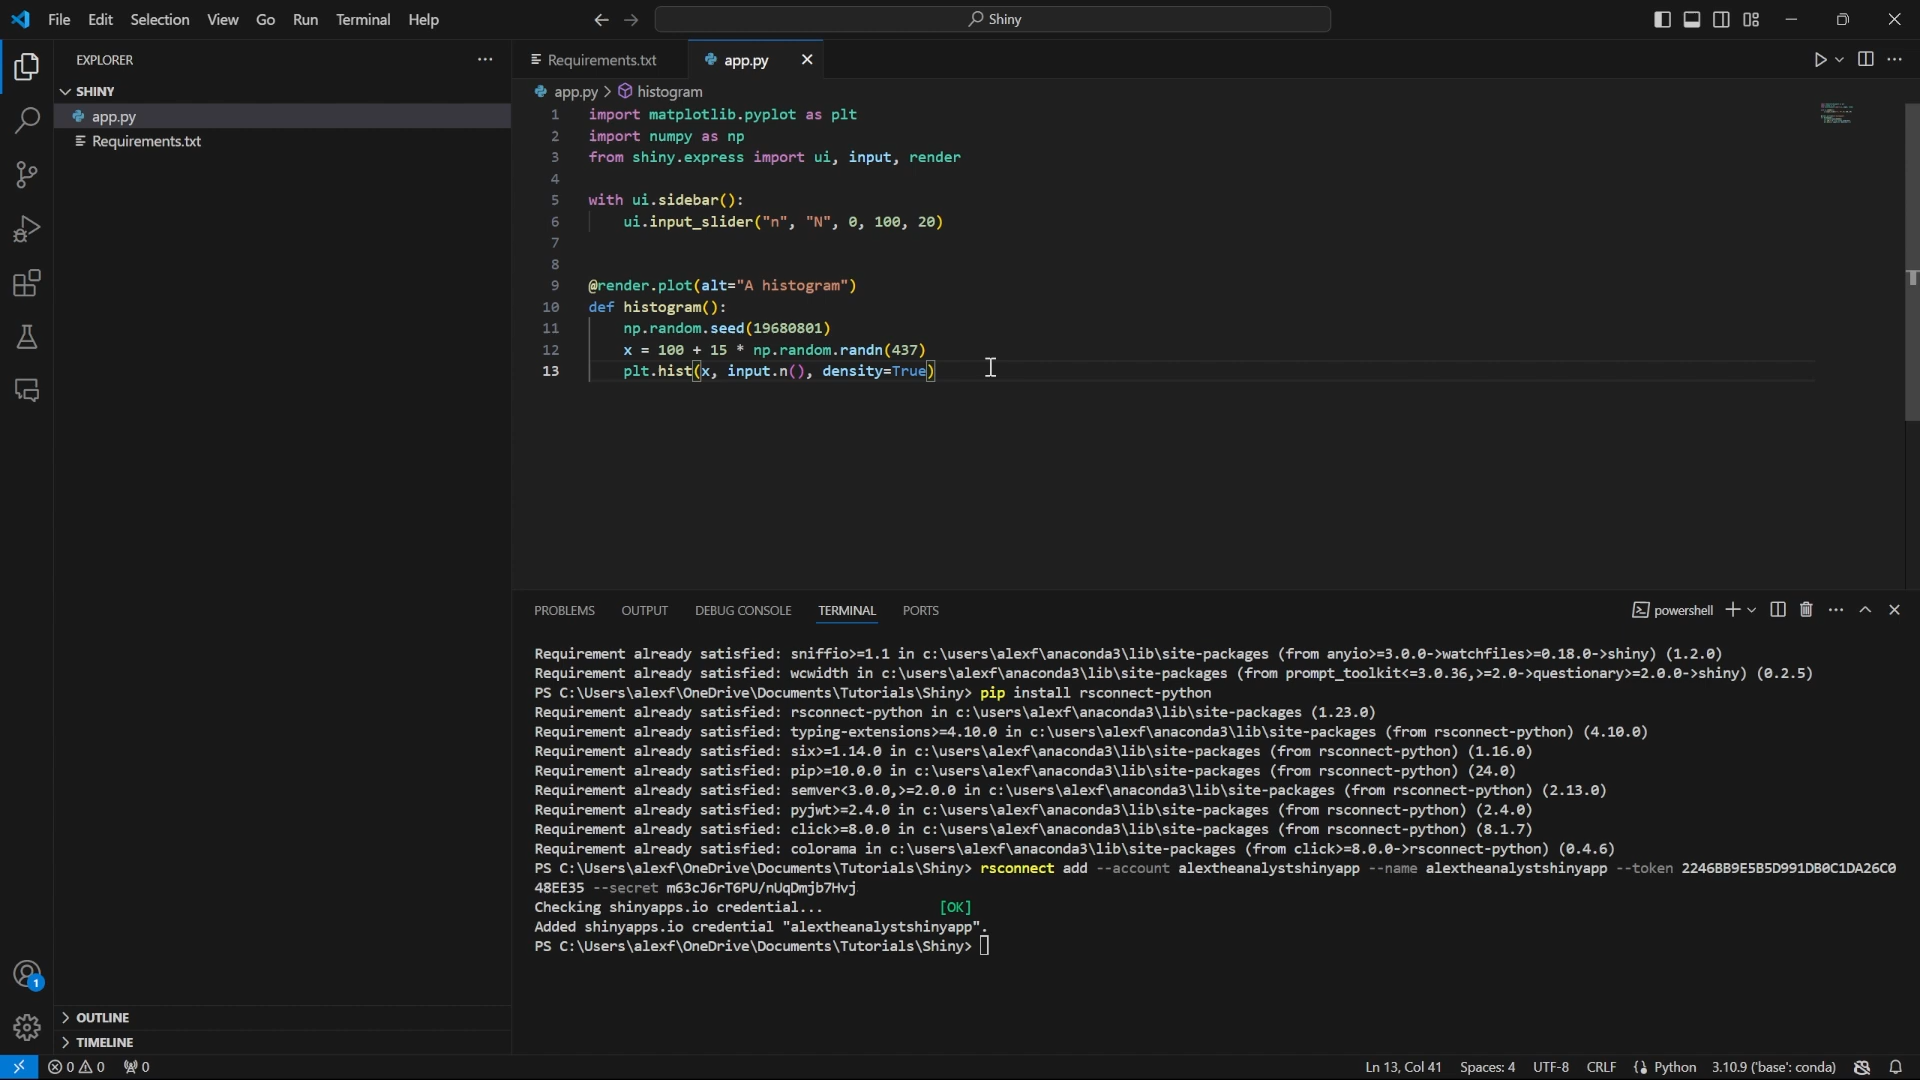 File Edit Selection View Go Run Terminal Help
Shiny
EXPLORER
SHINY
app.py
Requirements.txt
Requirements.txt app.py
app.py > histogram
1 import matplotlib.pyplot as plt
2 import numpy as np
3 from shiny.express import ui, input, render
4
5 with ui.sidebar():
6 ui.input_slider("n", "N", 0, 100, 20)
7
8
9 @render.plot(alt="A histogram")
10 def histogram():
11 np.random.seed(19680801)
12 x = 100 + 15 * np.random.randn(437)
13 plt.hist(x, input.n(), density=True)
PROBLEMS OUTPUT DEBUG CONSOLE TERMINAL PORTS
powershell
Requirement already satisfied: sniffio>=1.1 in c:\users\alexf\anaconda3\lib\site-packages (from anyio>=3.0.0->watchfiles>=0.18.0->shiny) (1.2.0)
Requirement already satisfied: wcwidth in c:\users\alexf\anaconda3\lib\site-packages (from prompt_toolkit<=3.0.36,>=2.0->questionary>=2.0.0->shiny) (0.2.5)
PS C:\Users\alexf\OneDrive\Documents\Tutorials\Shiny> pip install rsconnect-python
Requirement already satisfied: rsconnect-python in c:\users\alexf\anaconda3\lib\site-packages (1.23.0)
Requirement already satisfied: typing-extensions>=4.10.0 in c:\users\alexf\anaconda3\lib\site-packages (from rsconnect-python) (4.10.0)
Requirement already satisfied: six>=1.14.0 in c:\users\alexf\anaconda3\lib\site-packages (from rsconnect-python) (1.16.0)
Requirement already satisfied: pip>=10.0.0 in c:\users\alexf\anaconda3\lib\site-packages (from rsconnect-python) (24.0)
Requirement already satisfied: semver<3.0.0,>=2.0.0 in c:\users\alexf\anaconda3\lib\site-packages (from rsconnect-python) (2.13.0)
Requirement already satisfied: pyjwt>=2.4.0 in c:\users\alexf\anaconda3\lib\site-packages (from rsconnect-python) (2.4.0)
Requirement already satisfied: click>=8.0.0 in c:\users\alexf\anaconda3\lib\site-packages (from rsconnect-python) (8.1.7)
Requirement already satisfied: colorama in c:\users\alexf\anaconda3\lib\site-packages (from click>=8.0.0->rsconnect-python) (0.4.6)
PS C:\Users\alexf\OneDrive\Documents\Tutorials\Shiny> rsconnect add --account alextheanalystshinyapp --name alextheanalystshinyapp --token 2246BB9E5B5D991DB0C1DA26C0
48EE35 --secret m63cJ6rT6PU/nUqDmjb7Hvj
Checking shinyapps.io credential... [OK]
Added shinyapps.io credential "alextheanalystshinyapp".
PS C:\Users\alexf\OneDrive\Documents\Tutorials\Shiny>
1
OUTLINE
TIMELINE
0 0 0 Ln 13, Col 41 Spaces: 4 UTF-8 CRLF Python 3.10.9 ('base': conda)